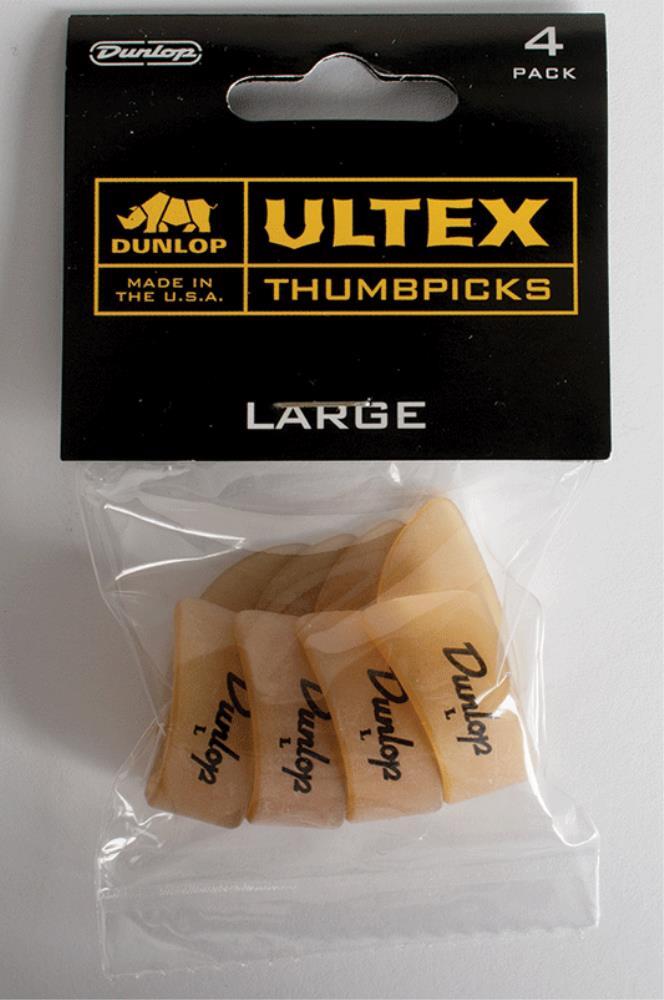 Dunlop
4
PACK
DUNLOP
ULTEX
MADE IN
THE U.S.A.
THUMBPICKS
LARGE
Dunlop
L
Dunlop
L
Dunlop
L
Dunlop
L